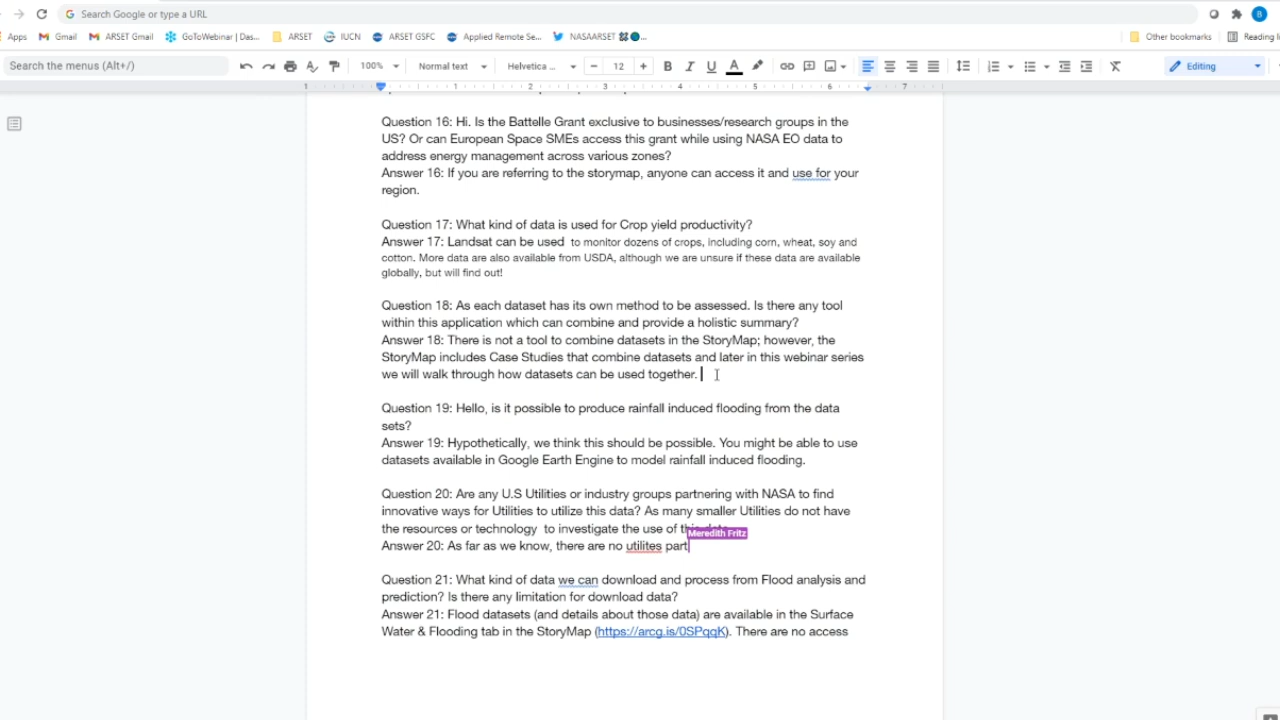 Search Google or type a URL
Apps Gmail ARSET Gmail GoToWebinar | Das... ARSET IUCN ARSET GSFC Applied Remote Se... NASAARSET Other bookmarks Reading
Search the menus (Alt+/) 100% Normal text Helvetica ... 12 B I U A Editing
1 1 2 3 4 5 6 7
Question 16: Hi. Is the Battelle Grant exclusive to businesses/research groups in the
US? Or can European Space SMEs access this grant while using NASA EO data to
address energy management across various zones?
Answer 16: If you are referring to the storymap, anyone can access it and use for your
region.
Question 17: What kind of data is used for Crop yield productivity?
Answer 17: Landsat can be used to monitor dozens of crops, including corn, wheat, soy and
cotton. More data are also available from USDA, although we are unsure if these data are available
globally, but will find out!
Question 18: As each dataset has its own method to be assessed. Is there any tool
within this application which can combine and provide a holistic summary?
Answer 18: There is not a tool to combine datasets in the StoryMap; however, the
StoryMap includes Case Studies that combine datasets and later in this webinar series
we will walk through how datasets can be used together.
Question 19: Hello, is it possible to produce rainfall induced flooding from the data
sets?
Answer 19: Hypothetically, we think this should be possible. You might be able to use
datasets available in Google Earth Engine to model rainfall induced flooding.
Question 20: Are any U.S Utilities or industry groups partnering with NASA to find
innovative ways for Utilities to utilize this data? As many smaller Utilities do not have
the resources or technology to investigate the use of
Meredith Fritz
Answer 20: As far as we know, there are no utilites part
Question 21: What kind of data we can download and process from Flood analysis and
prediction? Is there any limitation for download data?
Answer 21: Flood datasets (and details about those data) are available in the Surface
Water & Flooding tab in the StoryMap (https://arcg.is/0SPqqK). There are no access